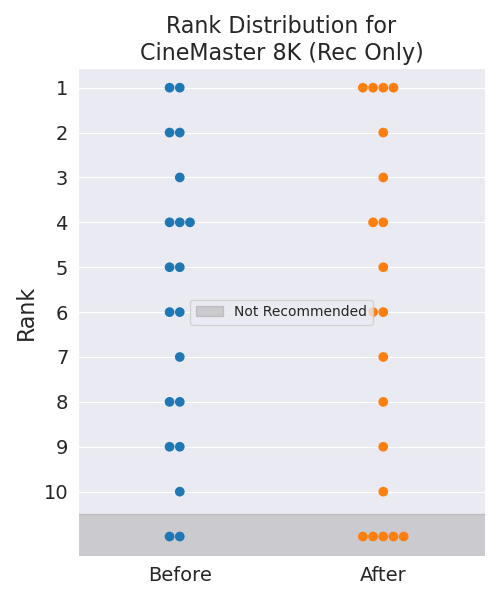 Rank Distribution for
CineMaster 8K (Rec Only)
Rank
1
2
3
4
5
6
7
8
9
10
Not Recommended
Before
After